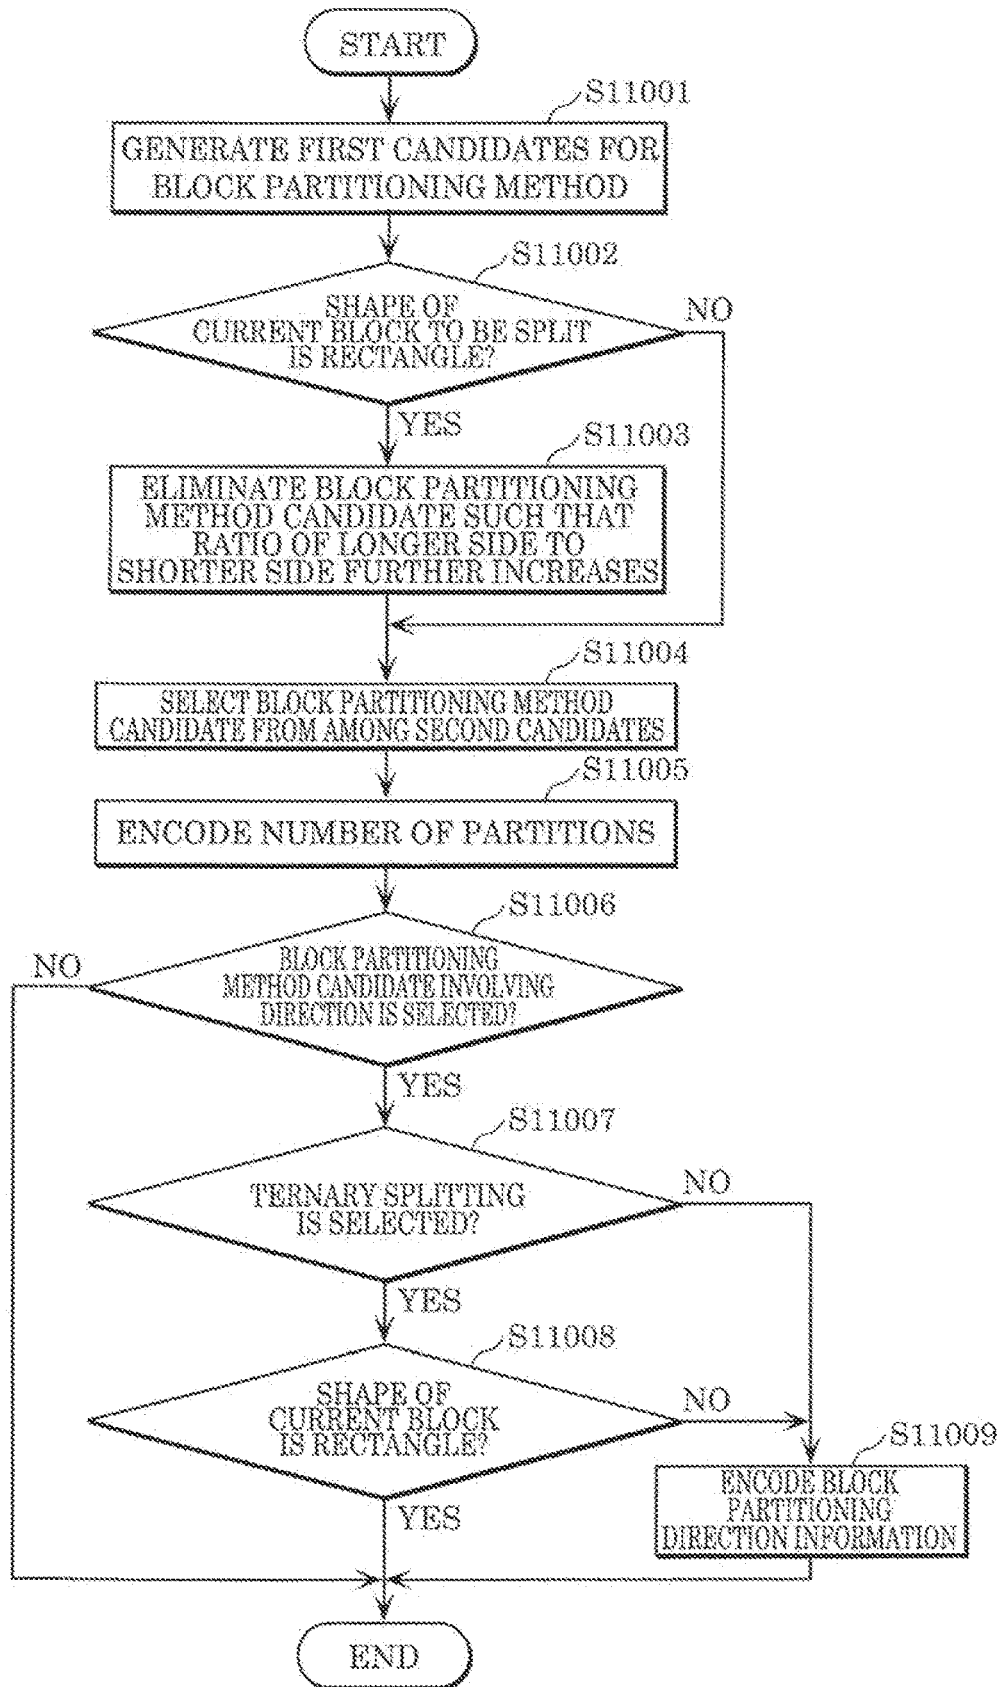 START
S11001
GENERATE FIRST CANDIDATES FOR
BLOCK PARTITIONING METHOD
S11002
SHAPE OF
CURRENT BLOCK TO BE SPLIT
IS RECTANGLE?
NO
YES
S11003
ELIMINATE BLOCK PARTITIONING
METHOD CANDIDATE SUCH THAT
RATIO OF LONGER SIDE TO
SHORTER SIDE FURTHER INCREASES
S11004
SELECT BLOCK PARTITIONING METHOD
CANDIDATE FROM AMONG SECOND CANDIDATES
S11005
ENCODE NUMBER OF PARTITIONS
S11006
NO
BLOCK PARTITIONING
METHOD CANDIDATE INVOLVING
DIRECTION IS SELECTED?
YES
S11007
TERNARY SPLITTING
IS SELECTED?
NO
YES
S11008
SHAPE OF
CURRENT BLOCK
IS RECTANGLE?
NO
YES
S11009
ENCODE BLOCK
PARTITIONING
DIRECTION INFORMATION
END